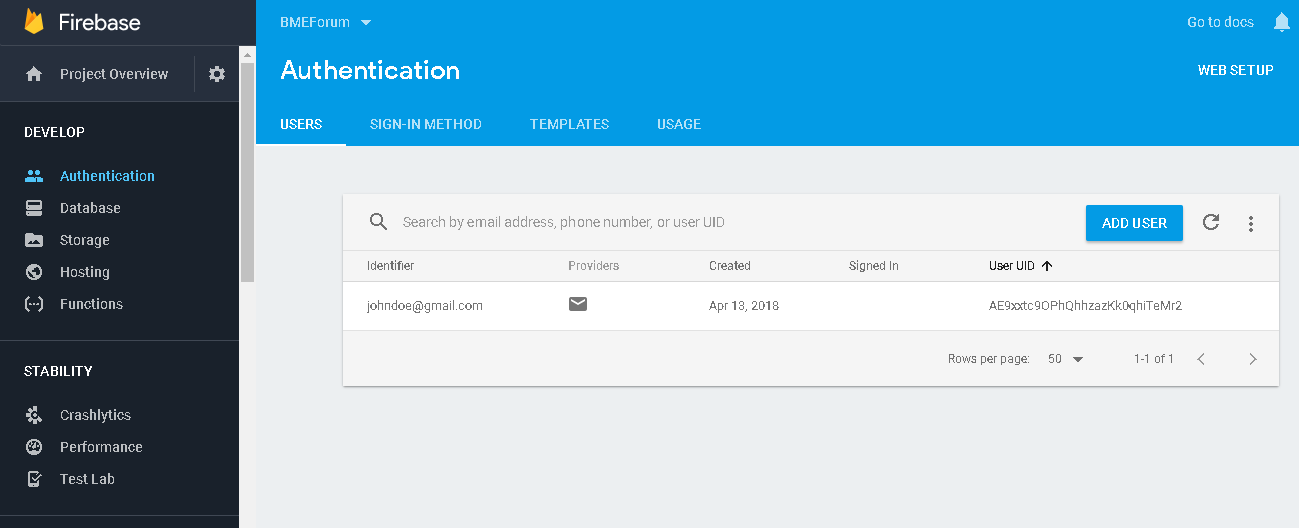 Firebase
Project Overview
DEVELOP
Authentication
Database
Storage
Hosting
Functions
STABILITY
Crashlytics
Performance
Test Lab
BMEForum
Go to docs
Authentication
WEB SETUP
USERS SIGN-IN METHOD TEMPLATES USAGE
Search by email address, phone number, or user UID
ADD USER
Identifier Providers Created Signed In User UID
johndoe@gmail.com Apr 13, 2018 AE9xxtc9OPhQhhzazKk0qhiTeMr2
Rows per page: 50 1-1 of 1